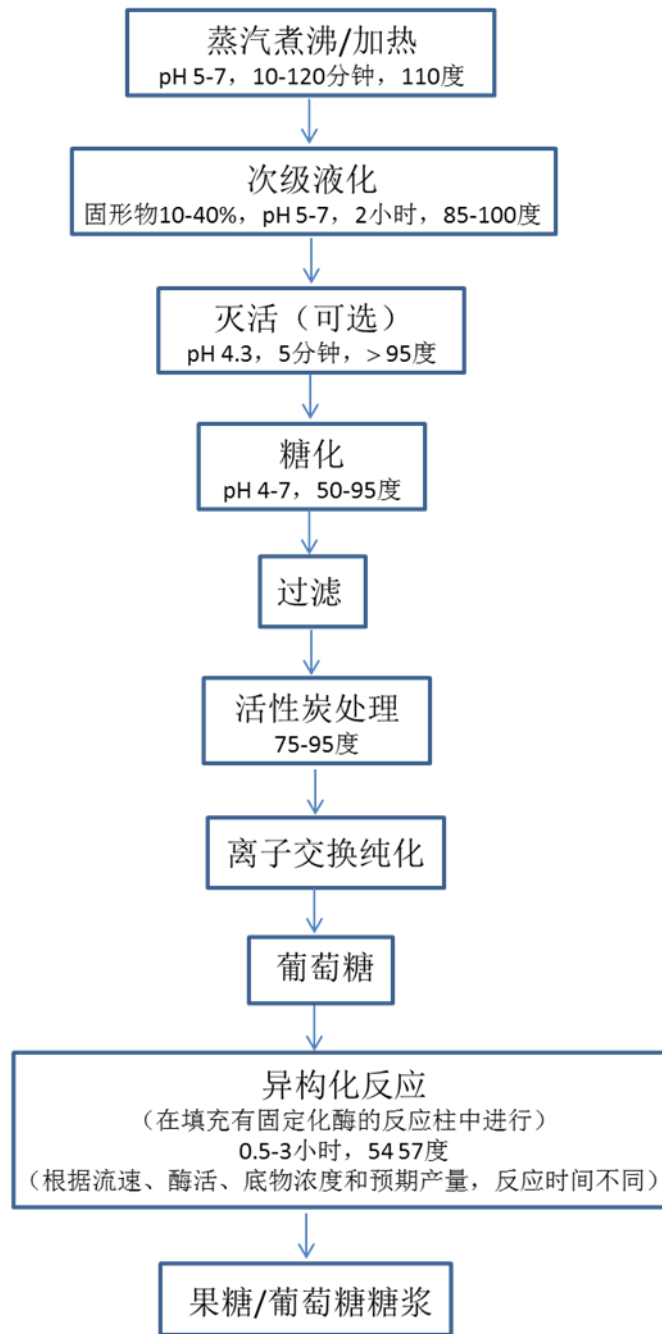 蒸汽煮沸/加热
pH 5-7，10-120分钟，110度
次级液化
固形物10-40%，pH 5-7，2小时，85-100度
灭活（可选）
pH 4.3，5分钟，> 95度
糖化
pH 4-7，50-95度
过滤
活性炭处理
75-95度
离子交换纯化
葡萄糖
异构化反应
（在填充有固定化酶的反应柱中进行）
0.5-3小时，54 57度
（根据流速、酶活、底物浓度和预期产量，反应时间不同）
果糖/葡萄糖糖浆